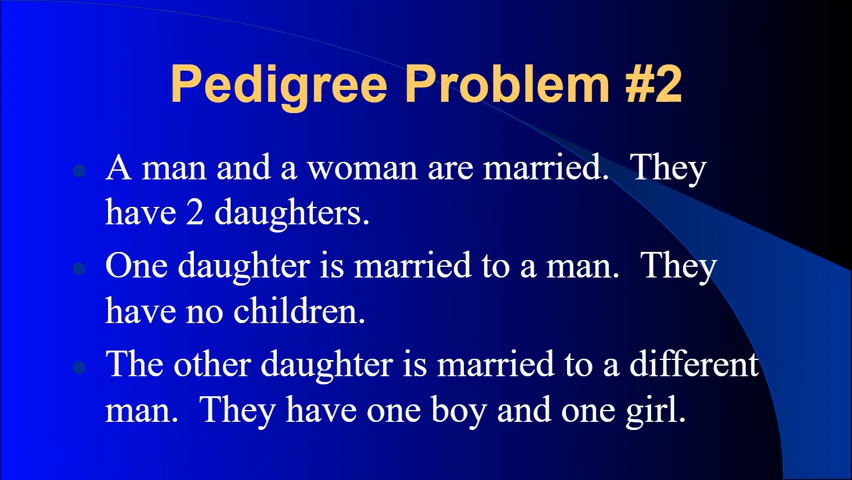 Pedigree Problem #2
A man and a woman are married.  They
have 2 daughters.
One daughter is married to a man.  They
have no children.
The other daughter is married to a different
man.  They have one boy and one girl.